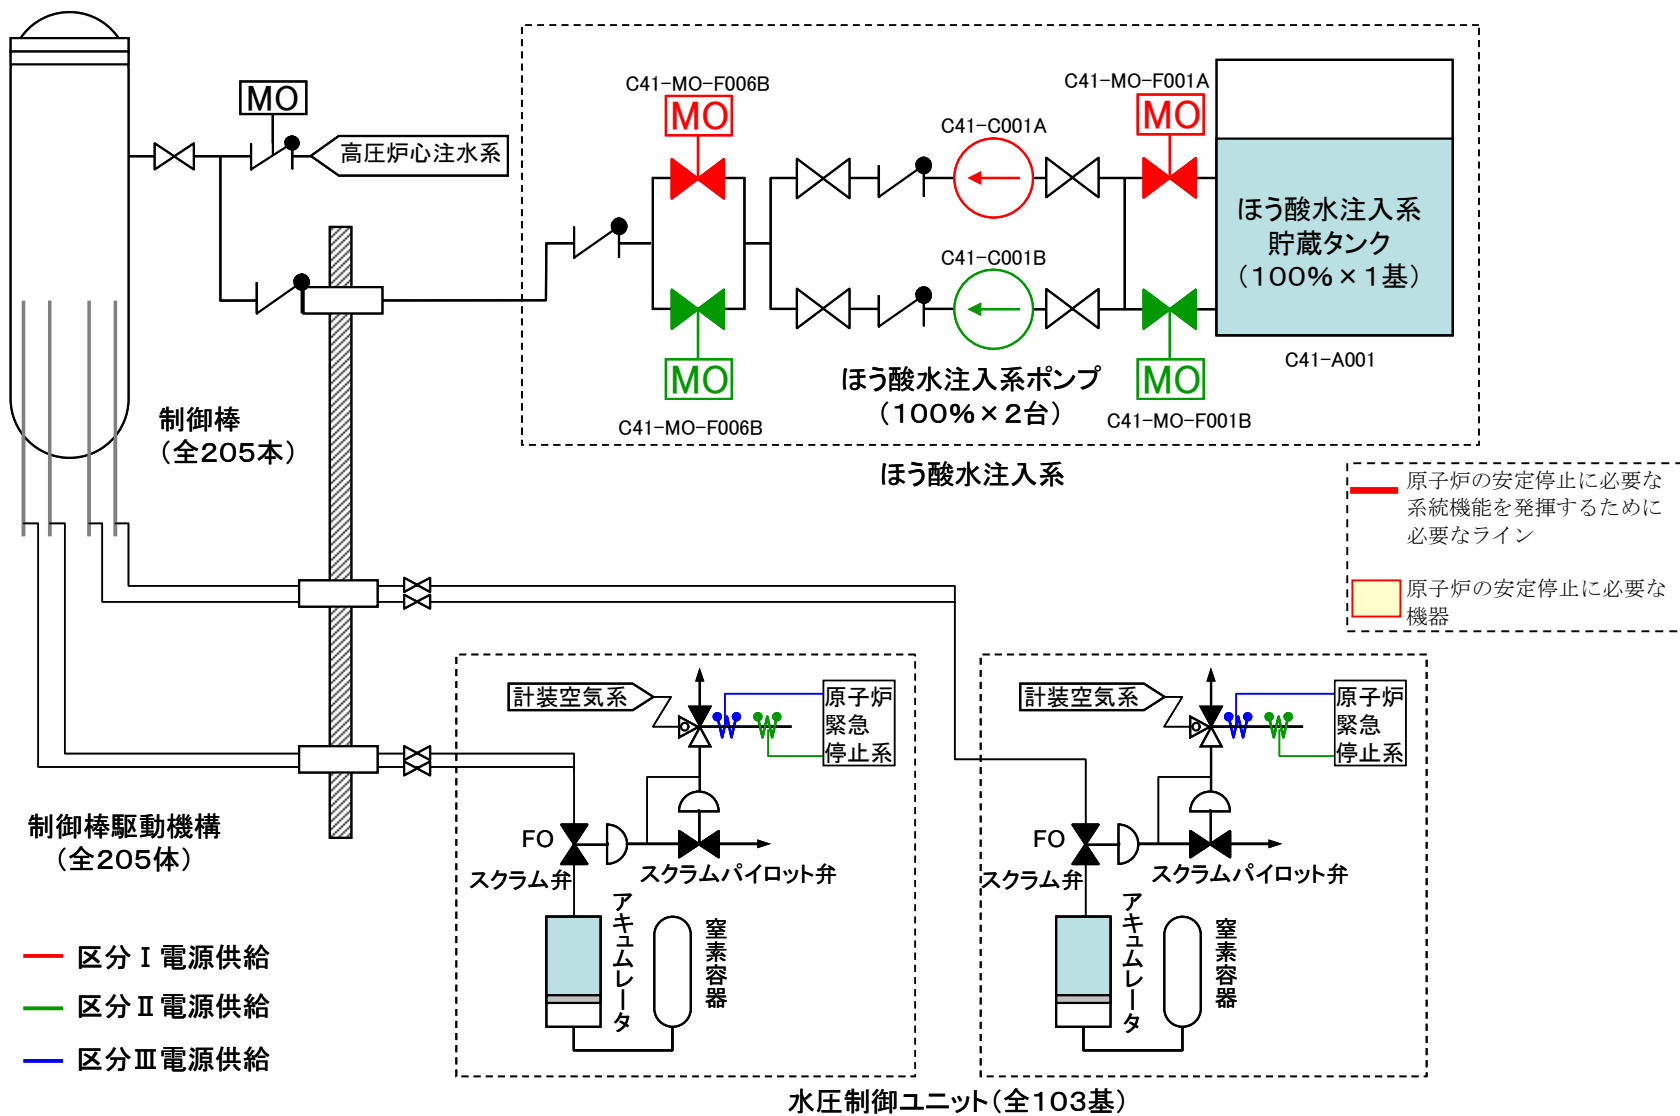 MO
高圧炉心注水系
C41-MO-F006B
MO
C41-C001A
C41-MO-F001A
MO
C41-C001B
ほう酸水注入系
貯蔵タンク
（１００％×１基）
C41-A001
MO
C41-MO-F006B
ほう酸水注入系ポンプ
（１００％×２台）
MO
C41-MO-F001B
ほう酸水注入系
制御棒
（全２０５本）
原子炉の安定停止に必要な
系統機能を発揮するために
必要なライン
原子炉の安定停止に必要な
機器
計装空気系
原子炉
緊急
停止系
FO
スクラム弁
スクラムパイロット弁
アキュムレータ
窒素容器
計装空気系
原子炉
緊急
停止系
FO
スクラム弁
スクラムパイロット弁
アキュムレータ
窒素容器
制御棒駆動機構
（全２０５体）
区分Ⅰ電源供給
区分Ⅱ電源供給
区分Ⅲ電源供給
水圧制御ユニット（全１０３基）